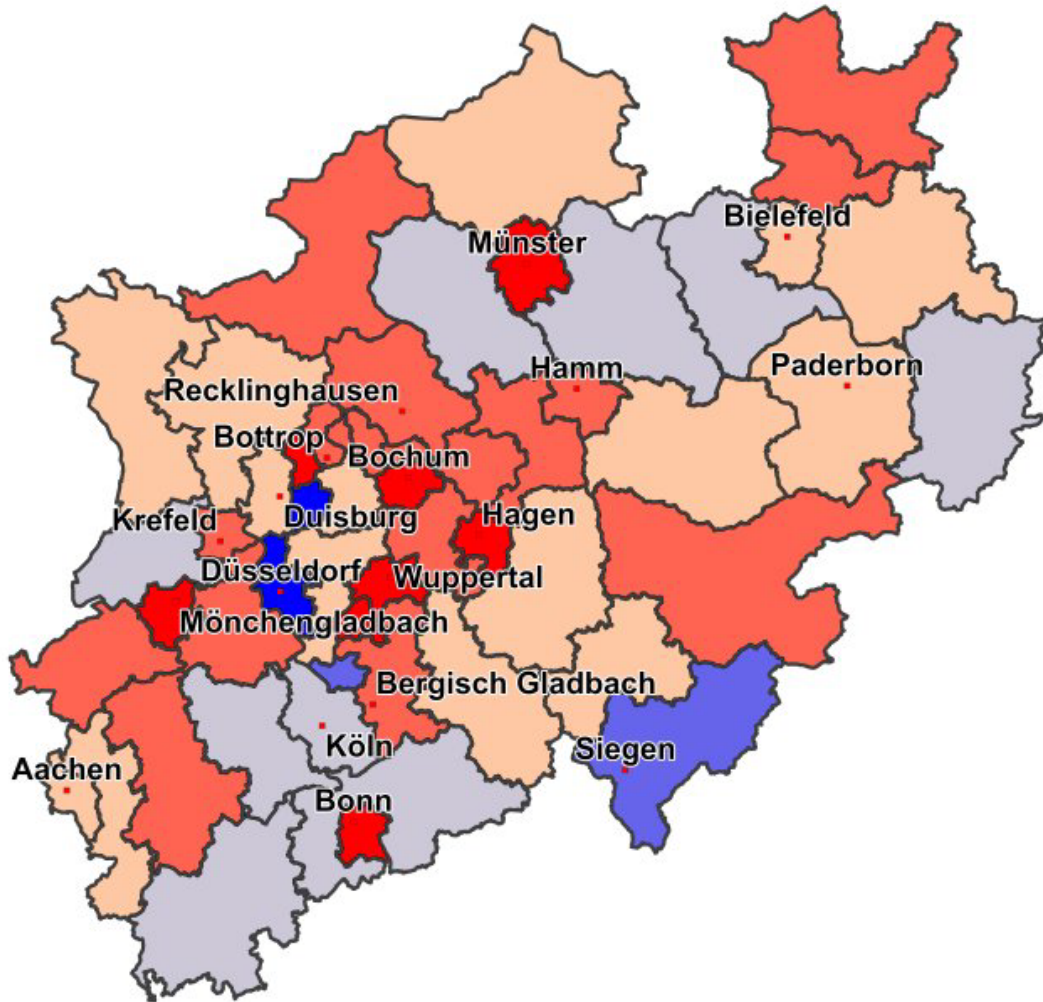 Bielefeld
Münster
Hamm
Paderborn
Recklinghausen
Bottrop
Bochum
Krefeld
Duisburg
Hagen
Düsseldorf
Wuppertal
Mönchengladbach
Bergisch Gladbach
Köln
Siegen
Aachen
Bonn